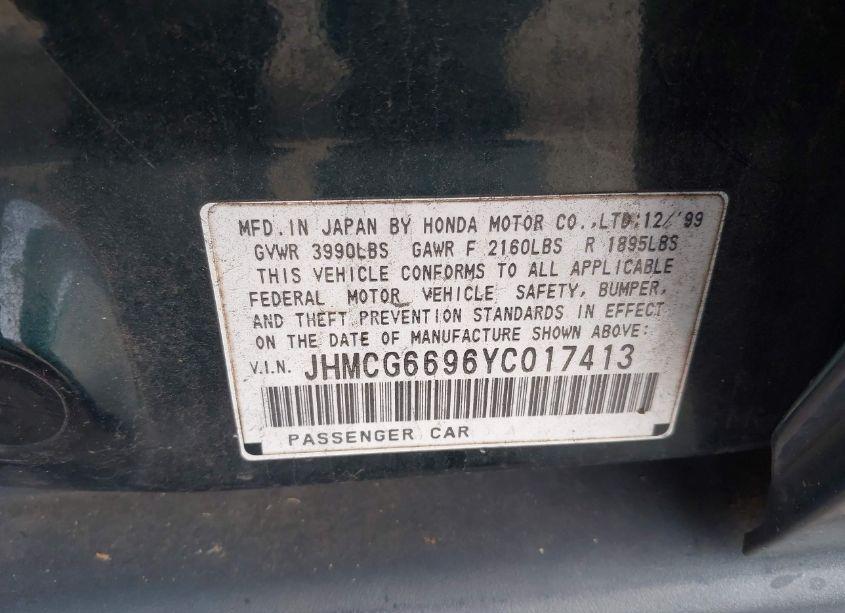 MFD. IN JAPAN BY HONDA MOTOR CO.,LTD.12/'99
GVWR 3990LBS GAWR F 2160LBS R 1895LBS
THIS VEHICLE CONFORMS TO ALL APPLICABLE
FEDERAL MOTOR VEHICLE SAFETY, BUMPER,
AND THEFT PREVENTION STANDARDS IN EFFECT
ON THE DATE OF MANUFACTURE SHOWN ABOVE:
V.I.N. JHMCG6696YC017413
PASSENGER CAR